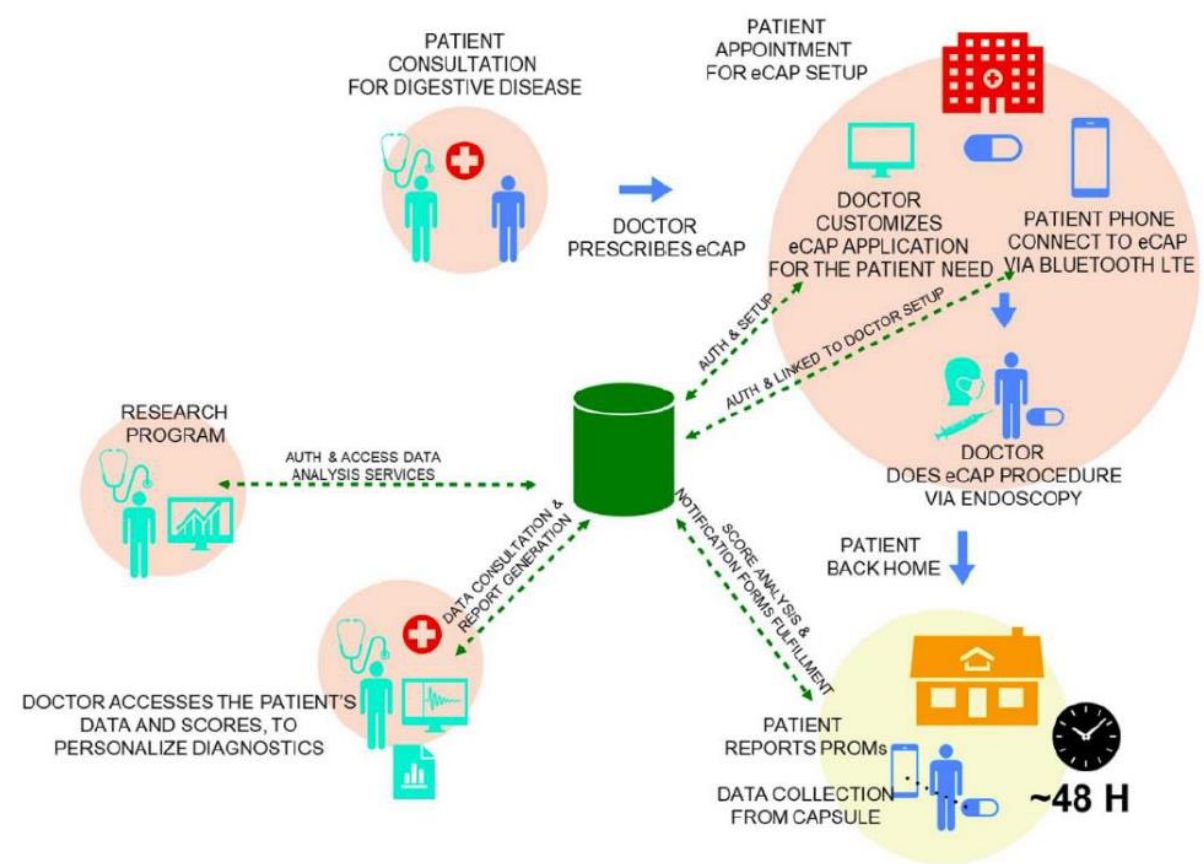 PATIENT
CONSULTATION
FOR DIGESTIVE DISEASE
DOCTOR
PRESCRIBES eCAP
PATIENT
APPOINTMENT
FOR eCAP SETUP
DOCTOR
CUSTOMIZES
eCAP APPLICATION
FOR THE PATIENT NEED
PATIENT PHONE
CONNECT TO eCAP
VIA BLUETOOTH LTE
AUTH & SETUP
AUTH & LINKED TO DOCTOR SETUP
DOCTOR
DOES eCAP PROCEDURE
VIA ENDOSCOPY
RESEARCH
PROGRAM
AUTH & ACCESS DATA
ANALYSIS SERVICES
DATA CONSULTATION &
REPORT GENERATION
SCORE ANALYSIS &
NOTIFICATION FORMS FULFILLMENT
PATIENT
BACK HOME
DOCTOR ACCESSES THE PATIENT'S
DATA AND SCORES, TO
PERSONALIZE DIAGNOSTICS
PATIENT
REPORTS PROMs
DATA COLLECTION
FROM CAPSULE
~48 H